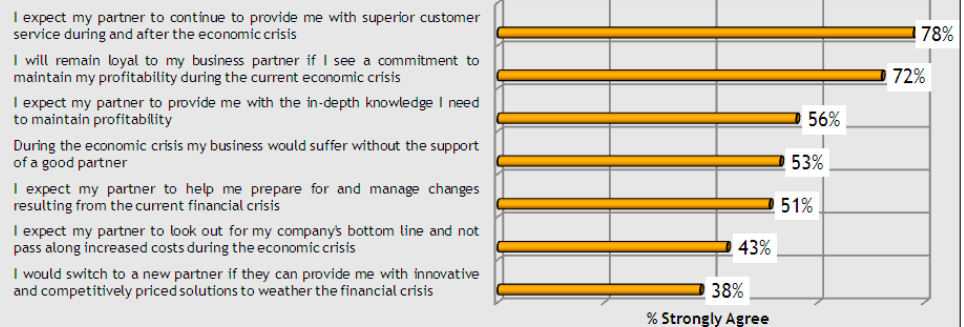 I expect my partner to continue to provide me with superior customer
service during and after the economic crisis
78%
I will remain loyal to my business partner if I see a commitment to
maintain my profitability during the current economic crisis
72%
I expect my partner to provide me with the in-depth knowledge I need
to maintain profitability
56%
During the economic crisis my business would suffer without the support
of a good partner
53%
I expect my partner to help me prepare for and manage changes
resulting from the current financial crisis
51%
I expect my partner to look out for my company's bottom line and not
pass along increased costs during the economic crisis
43%
I would switch to a new partner if they can provide me with innovative
and competitively priced solutions to weather the financial crisis
38%
% Strongly Agree